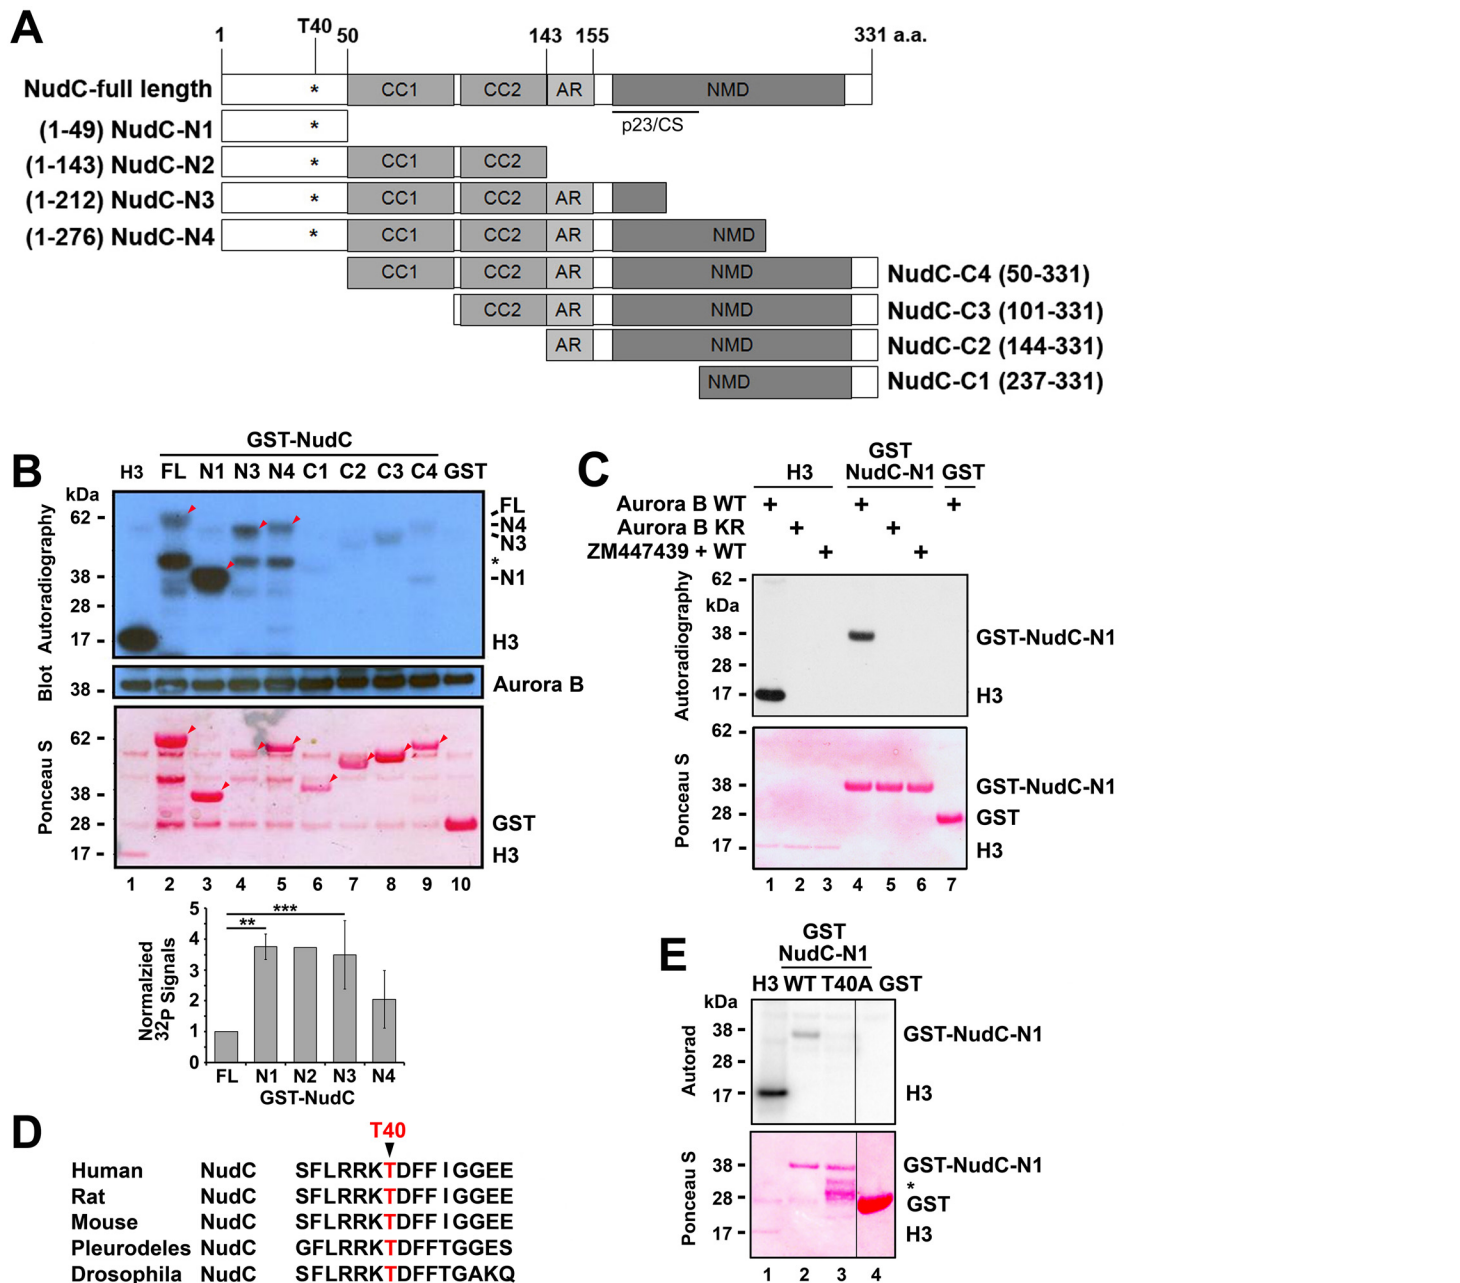 A
1 T40 50 143 155 331 a.a.
NudC-full length * CC1 CC2 AR NMD
p23/CS
(1-49) NudC-N1 *
(1-143) NudC-N2 * CC1 CC2
(1-212) NudC-N3 * CC1 CC2 AR
(1-276) NudC-N4 * CC1 CC2 AR NMD
CC1 CC2 AR NMD NudC-C4 (50-331)
CC2 AR NMD NudC-C3 (101-331)
AR NMD NudC-C2 (144-331)
NMD NudC-C1 (237-331)
B
GST-NudC
H3 FL N1 N3 N4 C1 C2 C3 C4 GST
kDa
62
38
28
17
Autoradiography
FL
N4
N3
*
N1
H3
Blot
38
Aurora B
Ponceau S
62
38
28
17
GST
H3
1 2 3 4 5 6 7 8 9 10
Normalzied
32P Signals
5
4
3
2
1
0
** ***
FL N1 N2 N3 N4
GST-NudC
C
H3 GST NudC-N1 GST
Aurora B WT + + +
Aurora B KR + +
ZM447439 + WT + +
Autoradiography
62
kDa
38
28
17
GST-NudC-N1
H3
Ponceau S
62
38
28
17
GST-NudC-N1
GST
H3
1 2 3 4 5 6 7
D
T40
Human NudC SFLRRKTDFFIGGEE
Rat NudC SFLRRKTDFFIGGEE
Mouse NudC SFLRRKTDFFIGGEE
Pleurodeles NudC GFLRRKTDFFTGGES
Drosophila NudC SFLRRKTDFFTGAKQ
E
GST
NudC-N1
H3 WT T40A GST
kDa
Autorad
38
28
17
GST-NudC-N1
H3
Ponceau S
38
28
17
GST-NudC-N1
*
GST
H3
1 2 3 4